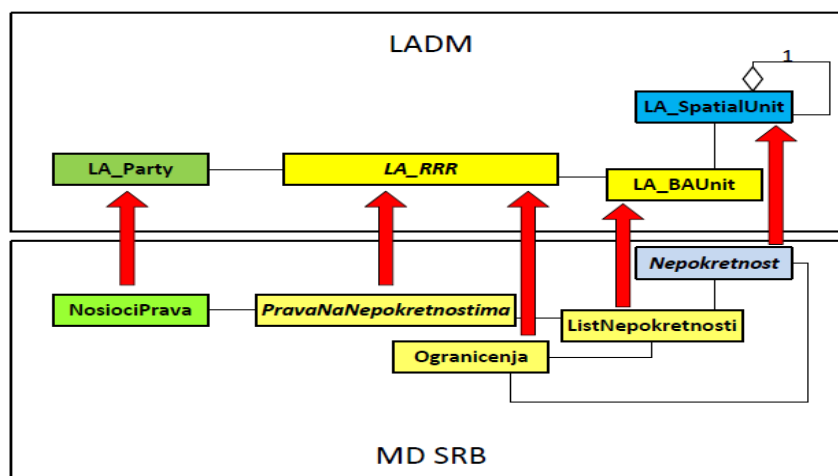 LADM
1
LA_SpatialUnit
LA_Party
LA_RRR
LA_BAUnit
Nepokretnost
NosiociPrava
PravaNaNepokretnostima
ListNepokretnosti
Ogranicenja
MD SRB